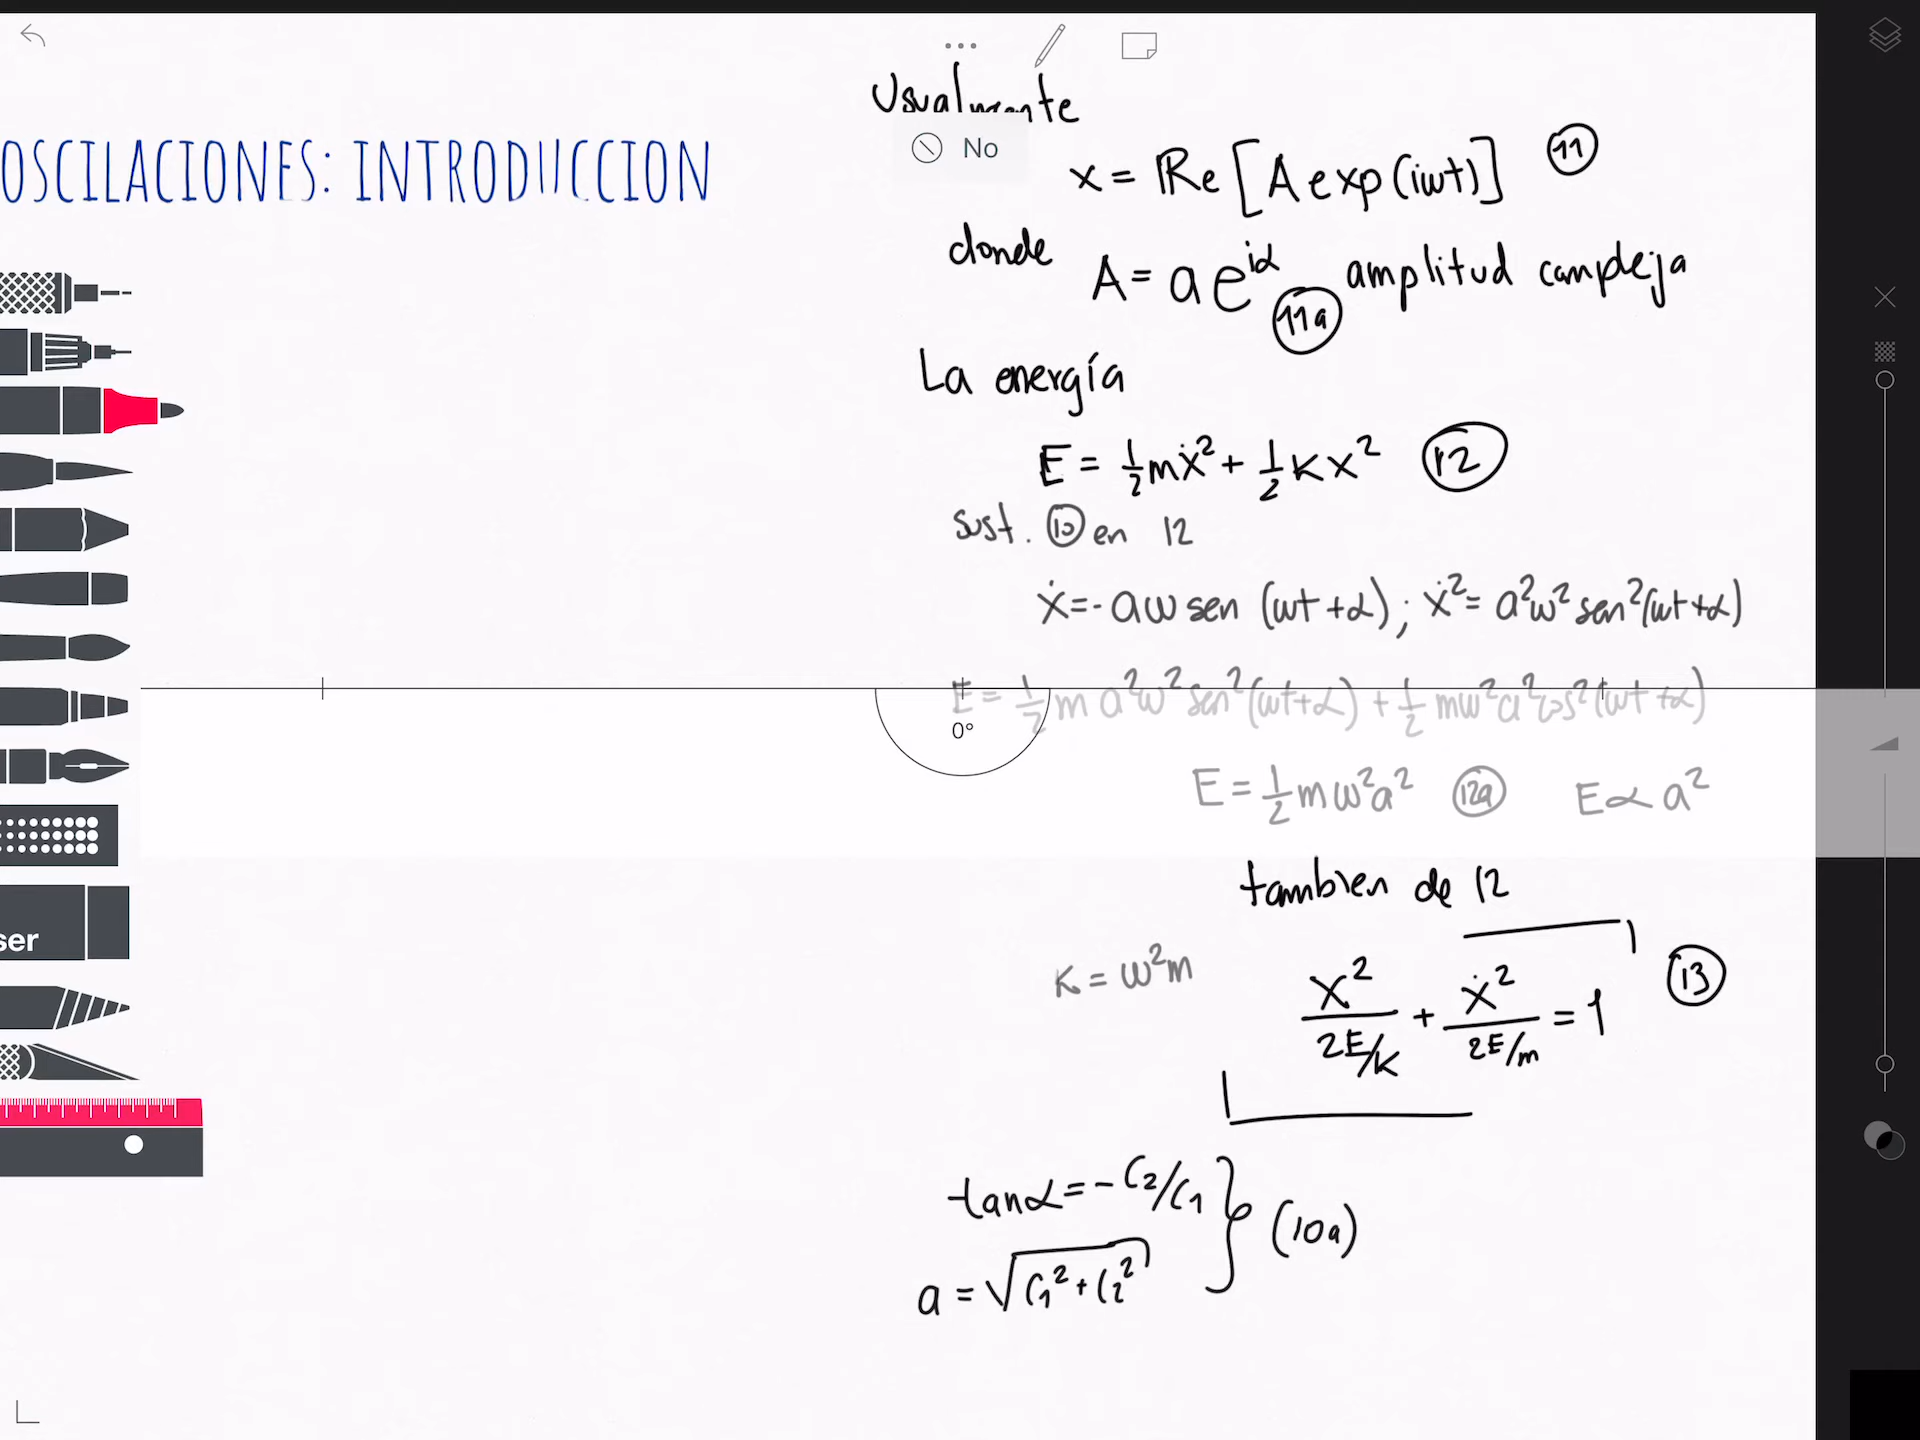 Usualmente
No
OSCILACIONES: INTRODUCCION
x = Re [A exp(iωt)] 11
donde
A = a e^{iα} 11a amplitud compleja
La energía
E = 1/2 mẋ² + 1/2 Kx² 12
sust. 10 en 12
ẋ = - aω sen (ωt + α) ; ẋ² = a²ω² sen²(ωt+α)
E = 1/2 m a²ω² sen²(ωt+α) + 1/2 mω²a² cos²(ωt+α)
0°
E = 1/2 mω²a² 12a E ∝ a²
tambien de 12
ser
K = ω²m
x²/(2E/K) + ẋ²/(2E/m) = 1 13
tanα = - C₂/C₁
(10a)
a = √(C₁² + C₂²)